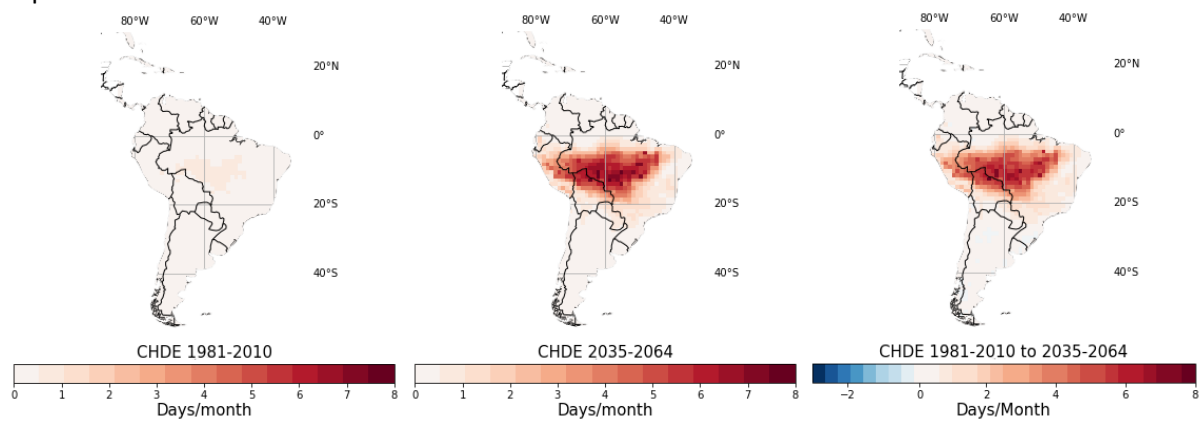 80°W 60°W 40°W
20°N
0°
20°S
40°S
CHDE 1981-2010
0 1 2 3 4 5 6 7 8
Days/month
80°W 60°W 40°W
20°N
0°
20°S
40°S
CHDE 2035-2064
0 1 2 3 4 5 6 7 8
Days/month
80°W 60°W 40°W
20°N
0°
20°S
40°S
CHDE 1981-2010 to 2035-2064
−2 0 2 4 6 8
Days/Month